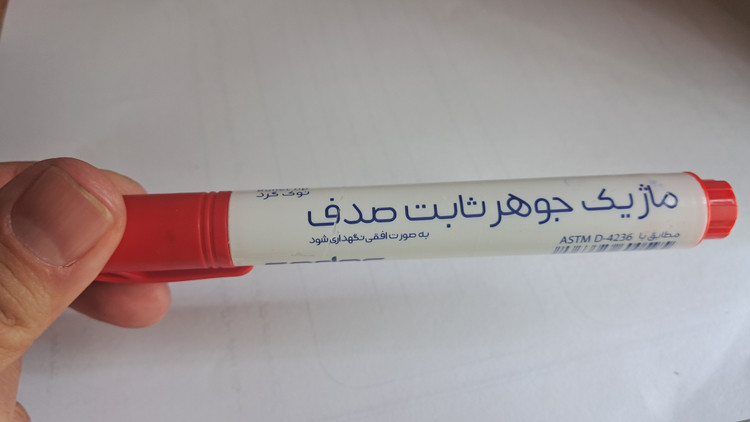 ماژیک جوهر ثابت صدف
نوک گرد
به صورت افقی نگهداری شود
مطابق با ASTM D-4236